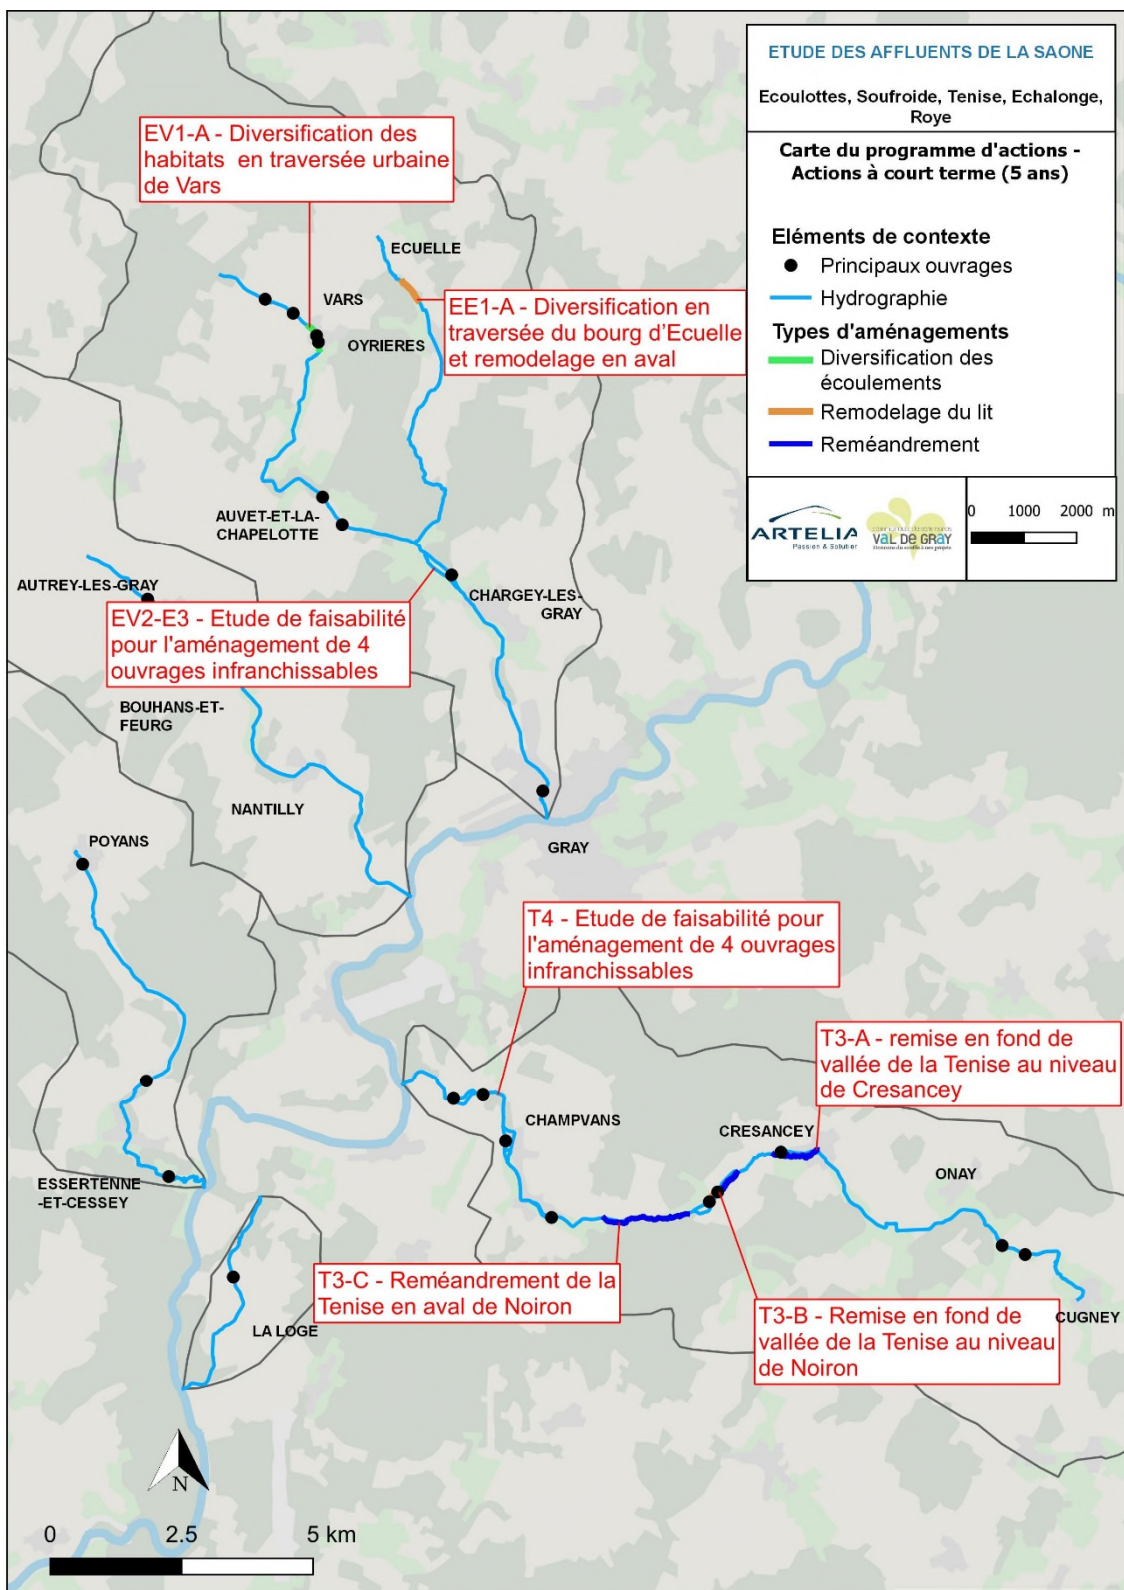 ETUDE DES AFFLUENTS DE LA SAONE
Ecoulottes, Soufroide, Tenise, Echalonge,
Roye
Carte du programme d'actions -
Actions à court terme (5 ans)
Eléments de contexte
Principaux ouvrages
Hydrographie
Types d'aménagements
Diversification des
écoulements
Remodelage du lit
Reméandrement
ARTELIA
Passion & Solutions
VAL DE GRAY
0 1000 2000 m
EV1-A - Diversification des
habitats en traversée urbaine
de Vars
ECUELLE
VARS
OYRIERES
EE1-A - Diversification en
traversée du bourg d'Ecuelle
et remodelage en aval
AUVET-ET-LA-
CHAPELOTTE
AUTREY-LES-GRAY
CHARGEY-LES-
GRAY
EV2-E3 - Etude de faisabilité
pour l'aménagement de 4
ouvrages infranchissables
BOUHANS-ET-
FEURG
NANTILLY
POYANS
GRAY
T4 - Etude de faisabilité pour
l'aménagement de 4 ouvrages
infranchissables
T3-A - remise en fond de
vallée de la Tenise au niveau
de Cresancey
CHAMPVANS
CRESANCEY
ONAY
ESSERTENNE
-ET-CESSEY
T3-C - Reméandrement de la
Tenise en aval de Noiron
T3-B - Remise en fond de
vallée de la Tenise au niveau
de Noiron
CUGNEY
LA LOGE
N
0 2.5 5 km